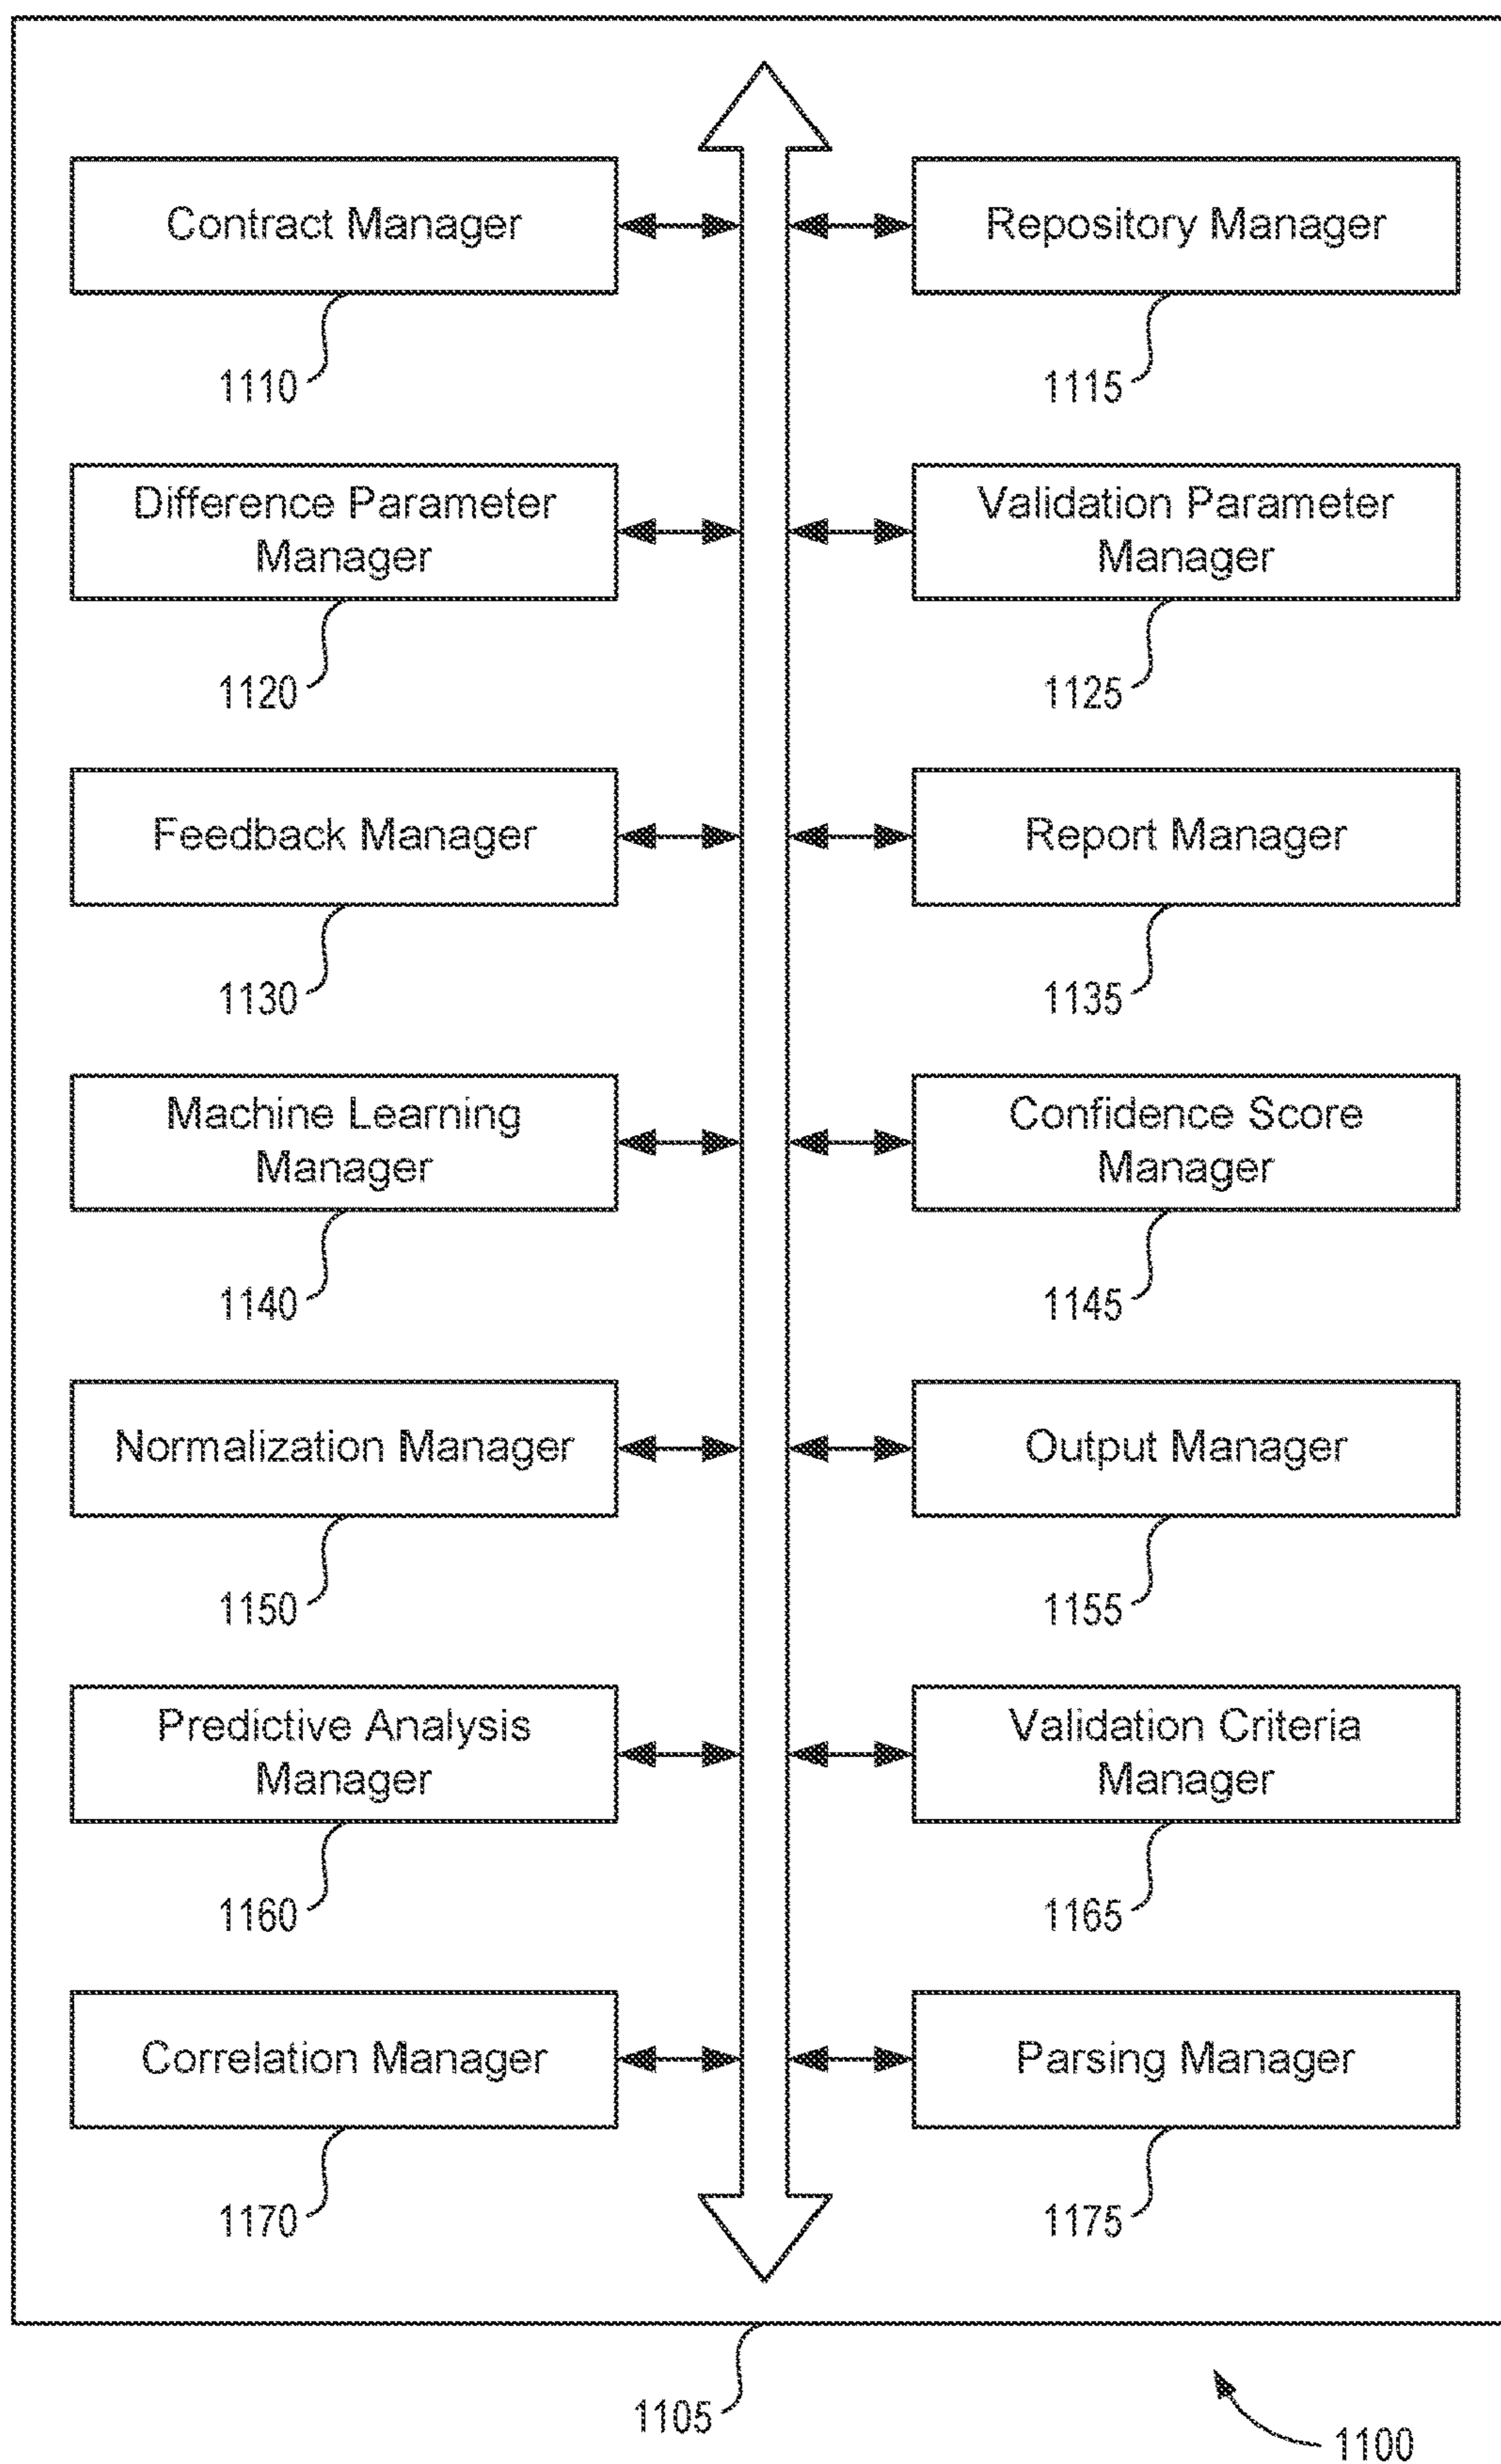 Contract Manager
Repository Manager
1110
1115
Difference Parameter
Manager
Validation Parameter
Manager
1120
1125
Feedback Manager
Report Manager
1130
1135
Machine Learning
Manager
Confidence Score
Manager
1140
1145
Normalization Manager
Output Manager
1150
1155
Predictive Analysis
Manager
Validation Criteria
Manager
1160
1165
Correlation Manager
Parsing Manager
1170
1175
1105
1100